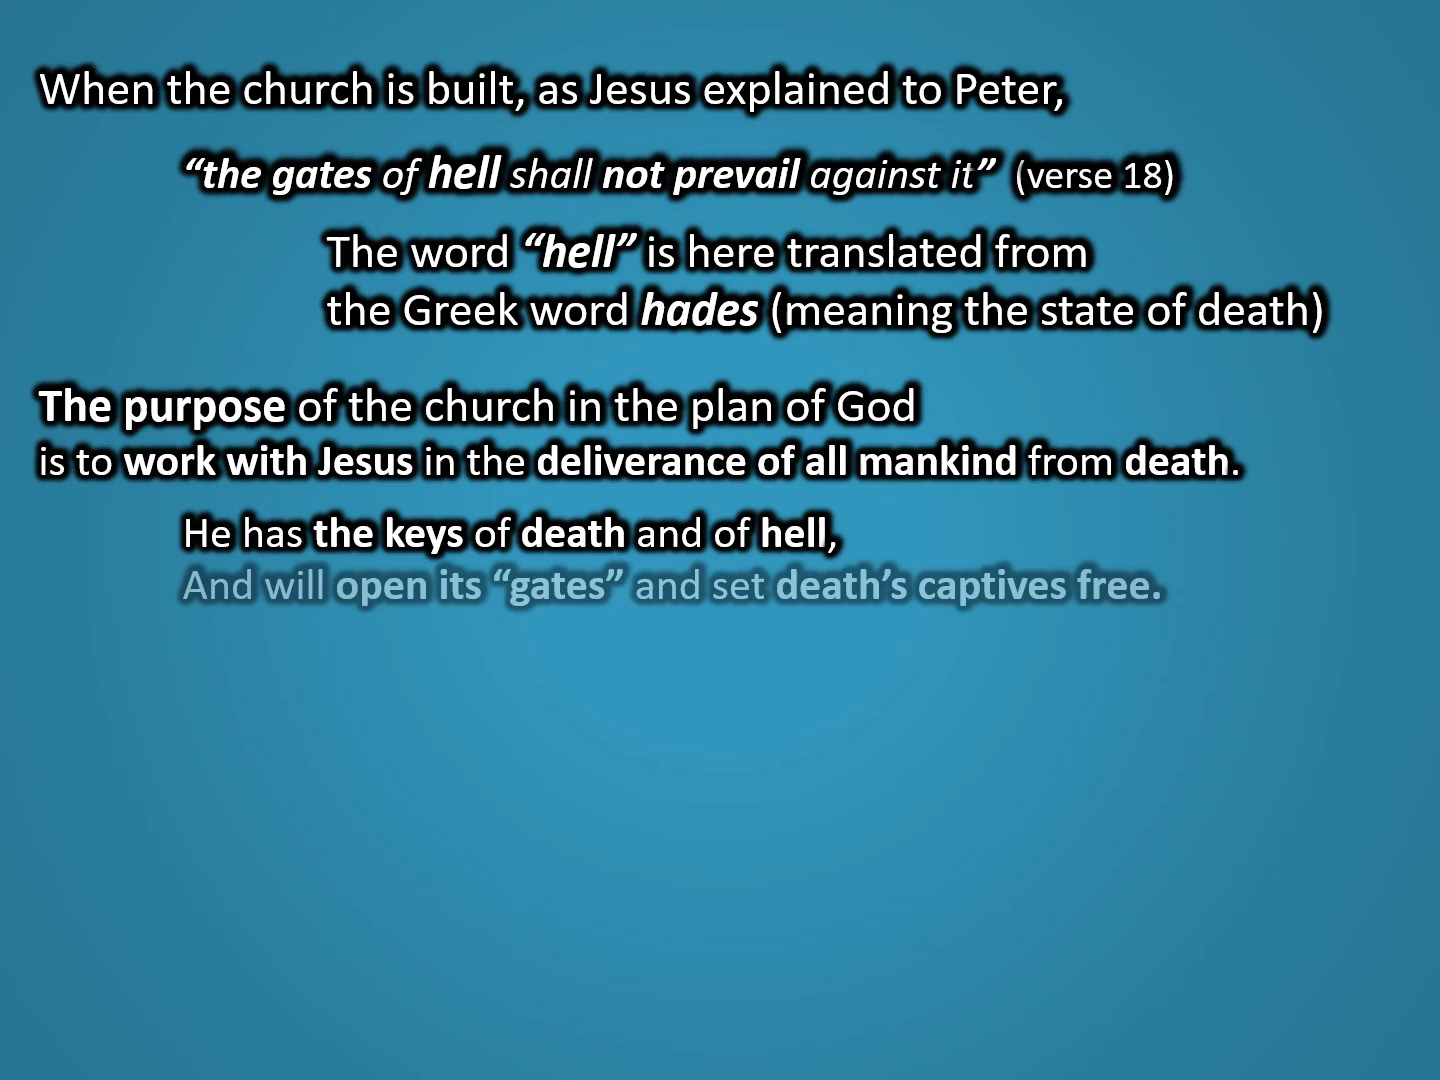 When the church is built, as Jesus explained to Peter,
“the gates of hell shall not prevail against it” (verse 18)
The word “hell” is here translated from
the Greek word hades (meaning the state of death)
The purpose of the church in the plan of God
is to work with Jesus in the deliverance of all mankind from death.
He has the keys of death and of hell,
And will open its “gates” and set death’s captives free.